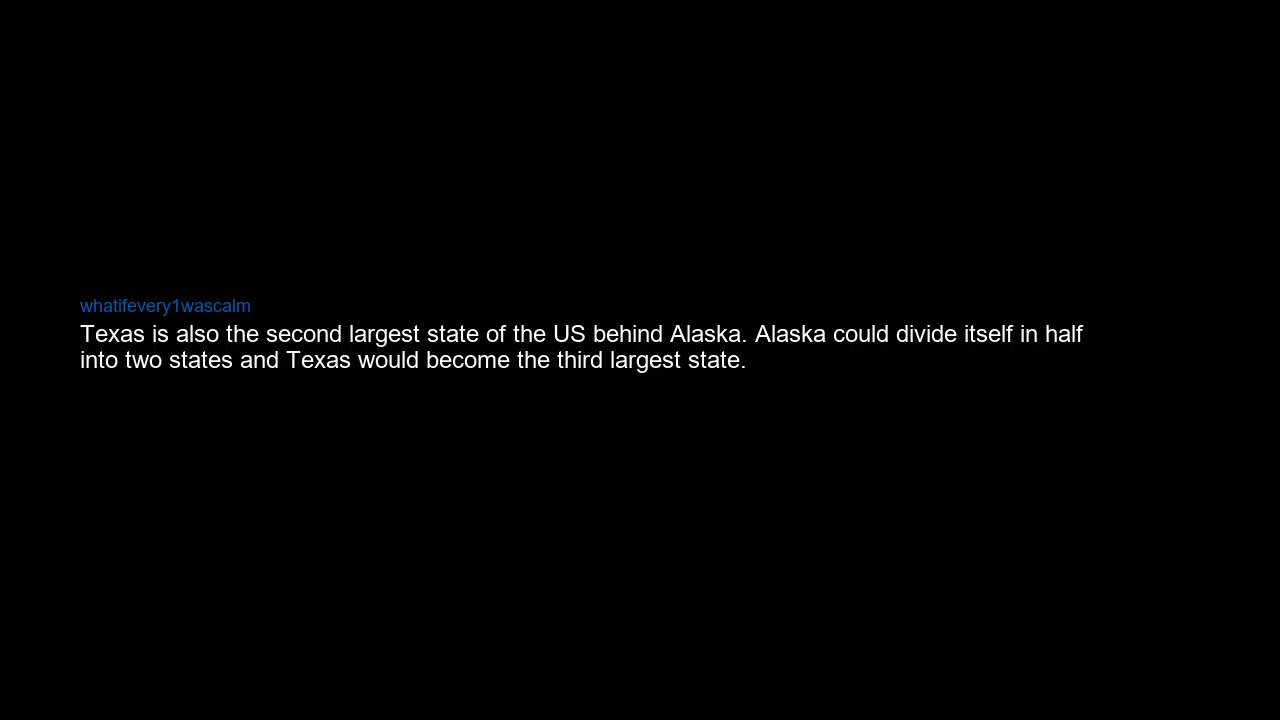 whatifevery1wascalm
Texas is also the second largest state of the US behind Alaska. Alaska could divide itself in half
into two states and Texas would become the third largest state.